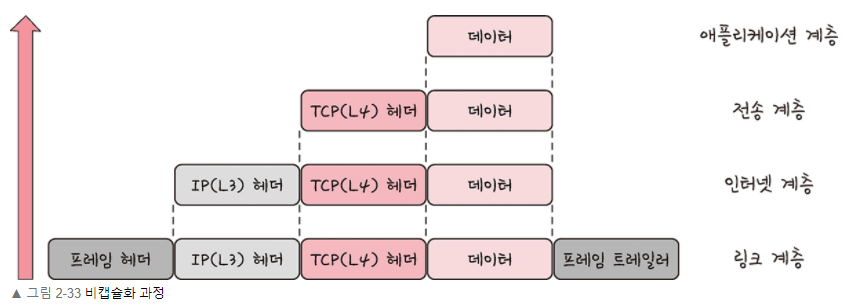 데이터 애플리케이션 계층
TCP(L4) 헤더 데이터 전송 계층
IP(L3) 헤더 TCP(L4) 헤더 데이터 인터넷 계층
프레임 헤더 IP(L3) 헤더 TCP(L4) 헤더 데이터 프레임 트레일러 링크 계층
▲ 그림 2-33 비캡슐화 과정